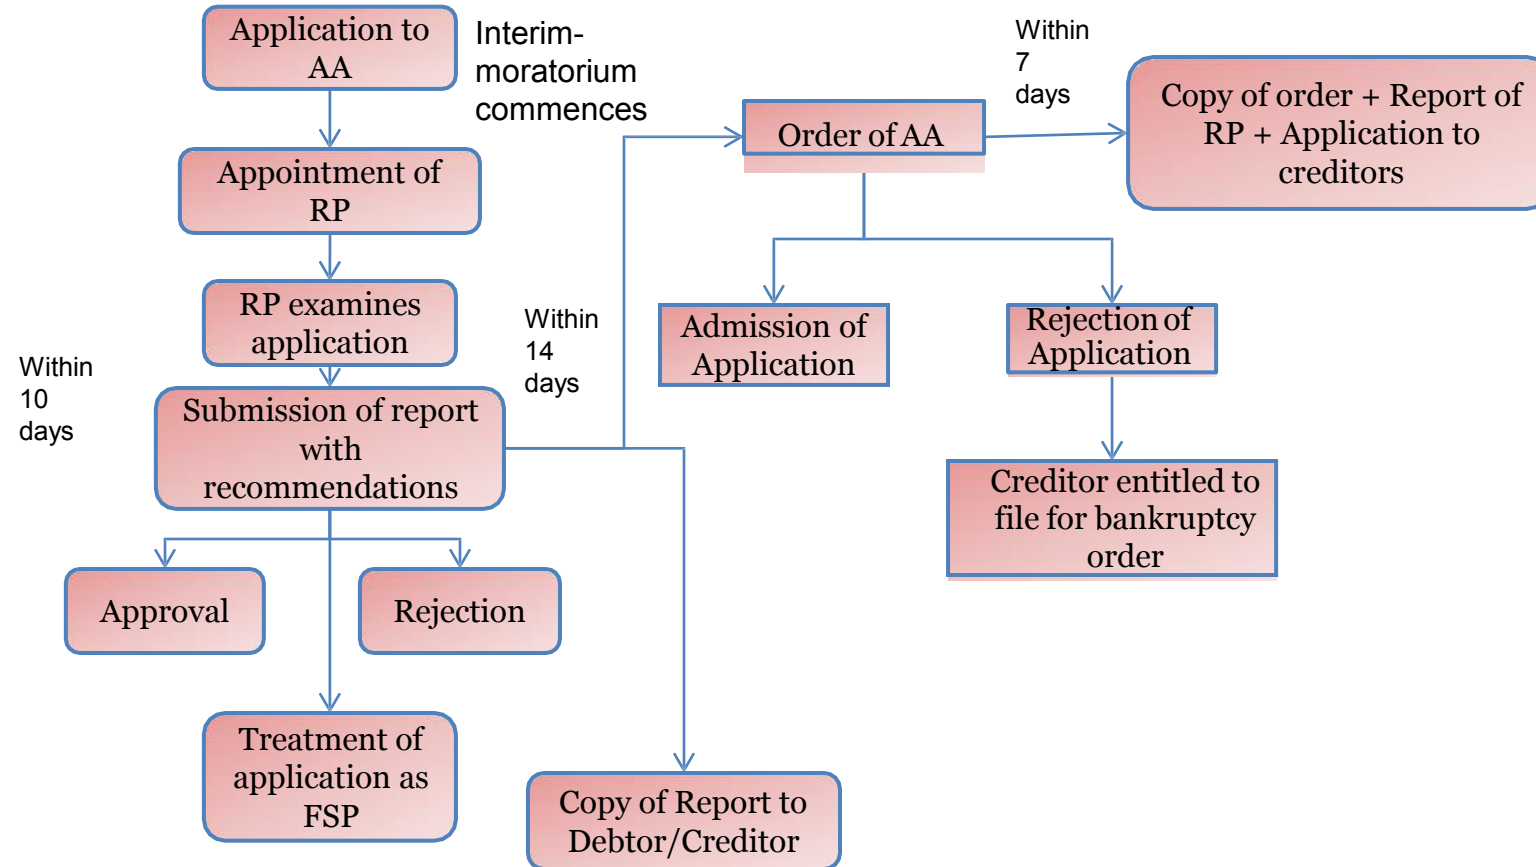 Application to
AA
Interim-
moratorium
commences
Appointment of
RP
RP examines
application
Within
10
days
Submission of report
with
recommendations
Approval
Rejection
Treatment of
application as
FSP
Within
14
days
Copy of Report to
Debtor/Creditor
Order of AA
Within
7
days
Copy of order + Report of
RP + Application to
creditors
Admission of
Application
Rejection of
Application
Creditor entitled to
file for bankruptcy
order